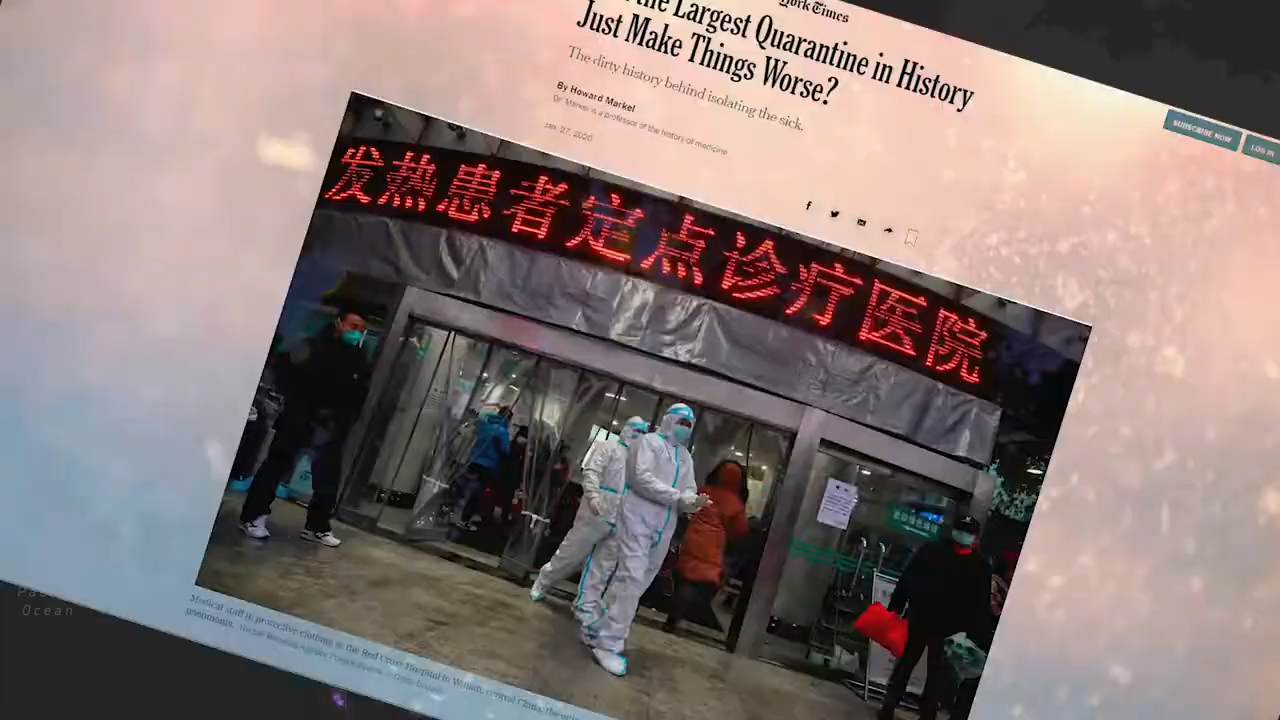 York Times
the Largest Quarantine in History
Just Make Things Worse?
The dirty history behind isolating the sick.
By Howard Markel
Dr. Markel is a professor of the history of medicine.
Jan. 27, 2020
SUBSCRIBE NOW
LOG IN
发热患者定点诊疗医院
Medical staff in protective clothing at the Red Cross Hospital in Wuhan, central China, the
pneumonia.
Ocean